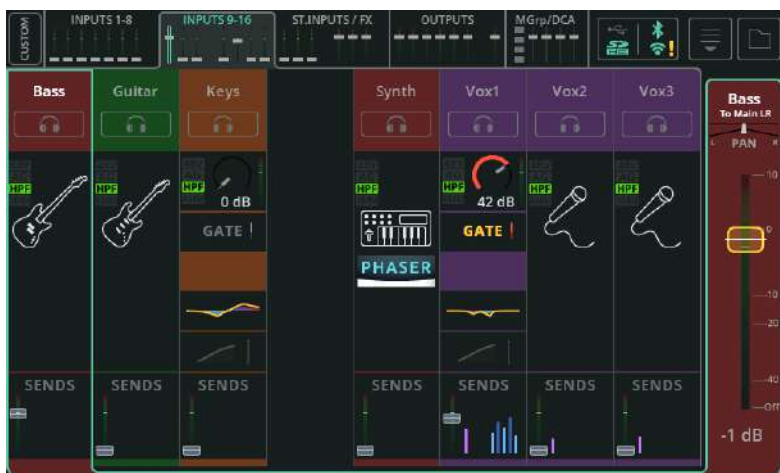 CUSTOM
INPUTS 1-8
INPUTS 9-16
ST.INPUTS / FX
OUTPUTS
MGrp/DCA
Bass
Guitar
Keys
Synth
Vox1
Vox2
Vox3
Bass
To Main LR
L
R
PAN
HPF
HPF
HPF
0 dB
HPF
HPF
42 dB
HPF
HPF
GATE
GATE
PHASER
10
0
10
20
40
Off
SENDS
SENDS
SENDS
SENDS
SENDS
SENDS
SENDS
-1 dB